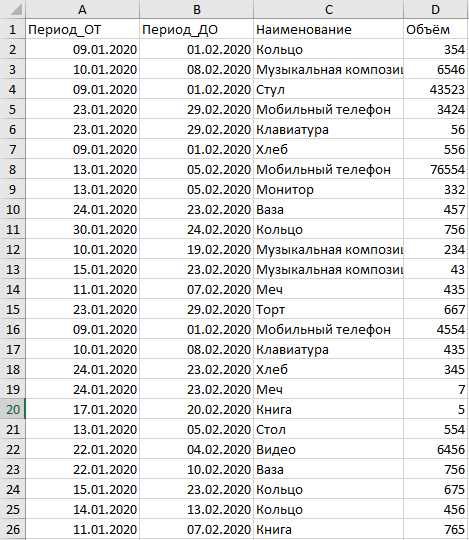 A B C D
1 Период_ОТ Период_ДО Наименование Объём
2 09.01.2020 01.02.2020 Кольцо 354
3 10.01.2020 08.02.2020 Музыкальная композиц 6546
4 09.01.2020 01.02.2020 Стул 43523
5 23.01.2020 29.02.2020 Мобильный телефон 3424
6 23.01.2020 29.02.2020 Клавиатура 56
7 09.01.2020 01.02.2020 Хлеб 556
8 13.01.2020 05.02.2020 Мобильный телефон 76554
9 13.01.2020 05.02.2020 Монитор 332
10 24.01.2020 23.02.2020 Ваза 457
11 30.01.2020 24.02.2020 Кольцо 756
12 10.01.2020 19.02.2020 Музыкальная композиц 234
13 15.01.2020 23.02.2020 Музыкальная композиц 43
14 11.01.2020 07.02.2020 Меч 435
15 23.01.2020 29.02.2020 Торт 667
16 09.01.2020 01.02.2020 Мобильный телефон 4554
17 10.01.2020 08.02.2020 Клавиатура 435
18 24.01.2020 23.02.2020 Хлеб 345
19 24.01.2020 23.02.2020 Меч 7
20 17.01.2020 20.02.2020 Книга 5
21 13.01.2020 05.02.2020 Стол 554
22 22.01.2020 04.02.2020 Видео 6456
23 22.01.2020 10.02.2020 Ваза 756
24 15.01.2020 23.02.2020 Кольцо 675
25 14.01.2020 13.02.2020 Кольцо 456
26 11.01.2020 07.02.2020 Книга 765